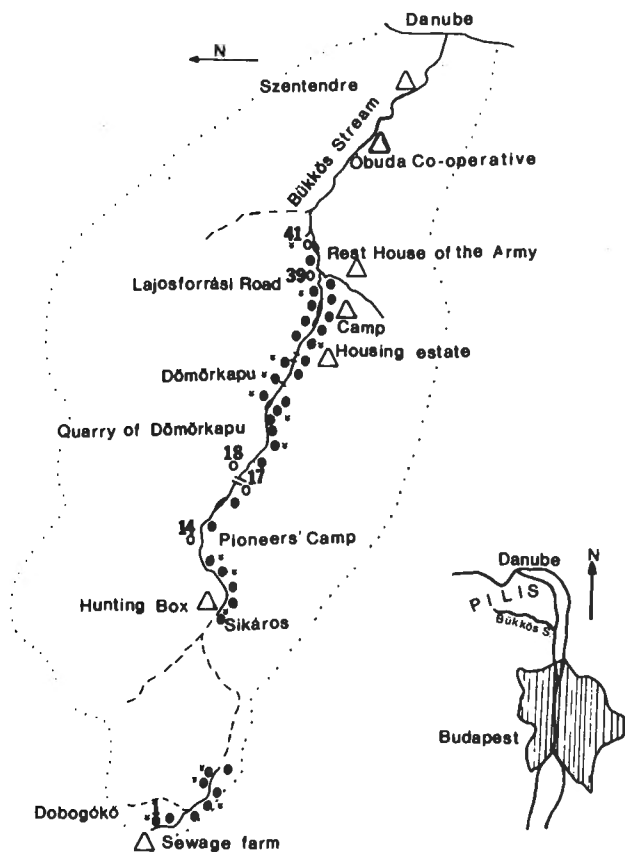 Danube
N
Szentendre
Bükkös Stream
Óbuda Co-operative
41
Rest House of the Army
39
Lajosforrási Road
Camp
Housing estate
Dömörkapu
Quarry of Dömörkapu
18
17
14
Pioneers' Camp
Hunting Box
Sikáros
Danube
N
PILIS
Bükkös S.
Budapest
Dobogókő
1
Sewage farm